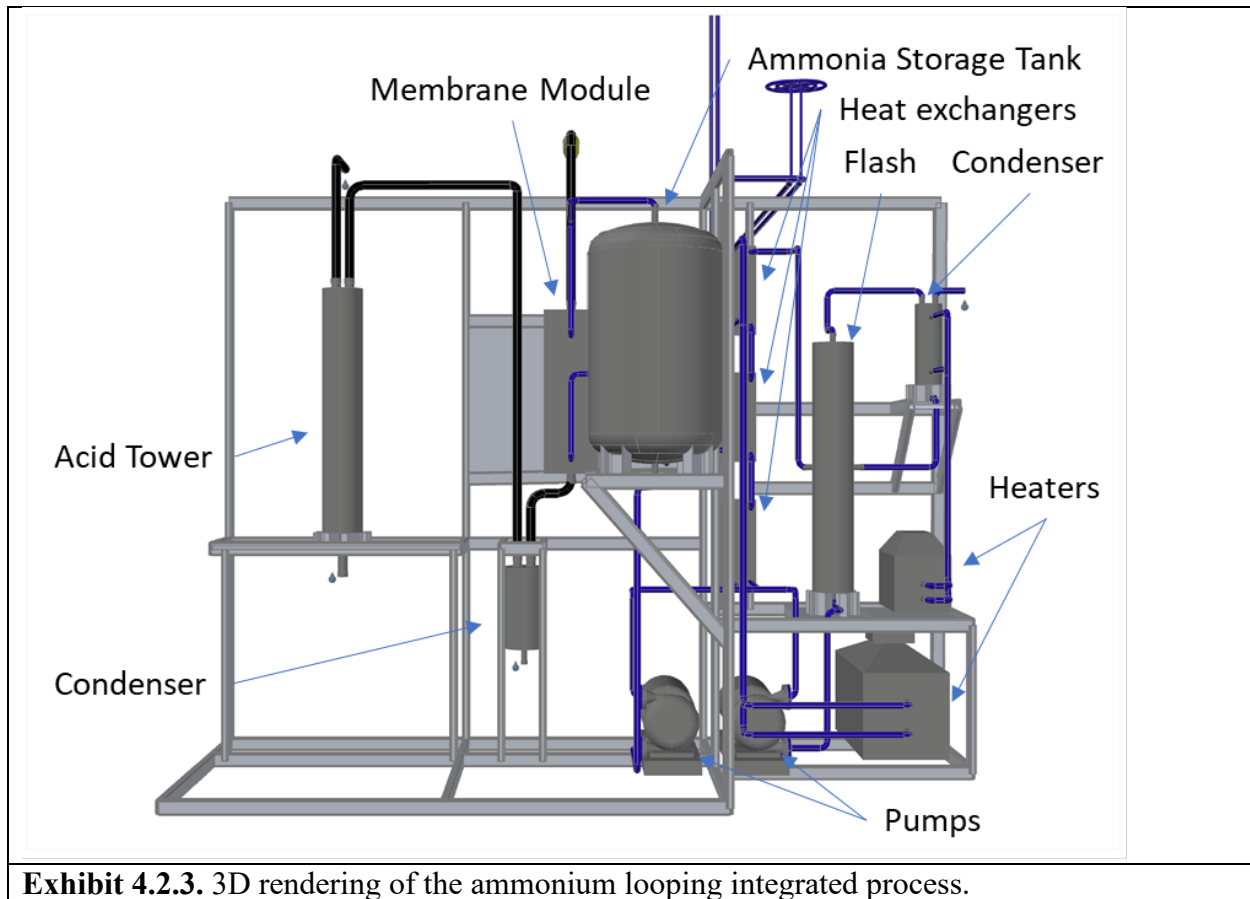 Ammonia Storage Tank
Membrane Module
Heat exchangers
Flash
Condenser
Acid Tower
Heaters
Condenser
Pumps
Exhibit 4.2.3. 3D rendering of the ammonium looping integrated process.